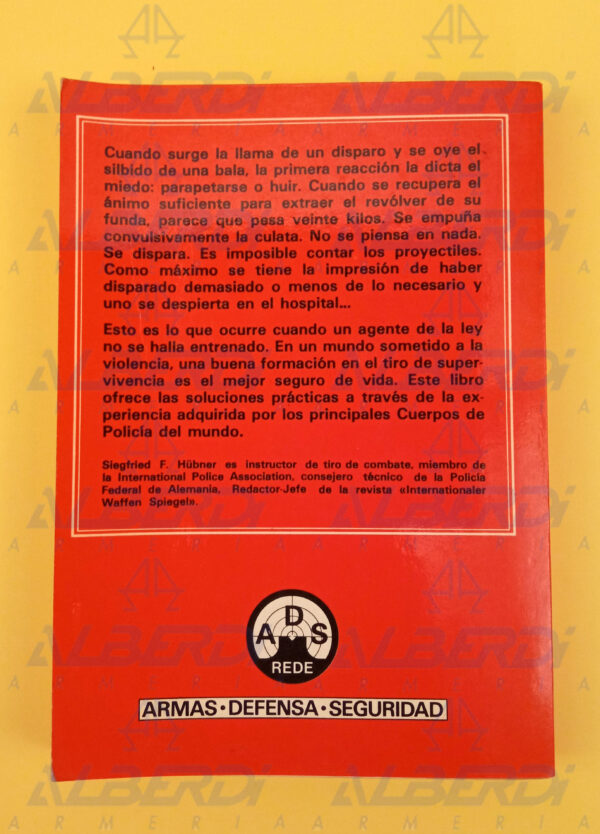 Cuando surge la llama de un disparo y se oye el
silbido de una bala, la primera reacción la dicta el
miedo: parapetarse o huir. Cuando se recupera el
ánimo suficiente para extraer el revólver de su
funda, parece que pesa veinte kilos. Se empuña
convulsivamente la culata. No se piensa en nada.
Se dispara. Es imposible contar los proyectiles.
Como máximo se tiene la impresión de haber
disparado demasiado o menos de lo necesario y
uno se despierta en el hospital...
Esto es lo que ocurre cuando un agente de la ley
no se halla entrenado. En un mundo sometido a la
violencia, una buena formación en el tiro de super-
vivencia es el mejor seguro de vida. Este libro
ofrece las soluciones prácticas a través de la ex-
periencia adquirida por los principales Cuerpos de
Policía del mundo.
Siegfried F. Hübner es instructor de tiro de combate, miembro de
la International Police Association, consejero técnico de la Policía
Federal de Alemania, Redactor-Jefe de la revista «Internationaler
Waffen Spiegel».
ADS
REDE
ARMAS·DEFENSA·SEGURIDAD
ALBERDI
ARMERIA